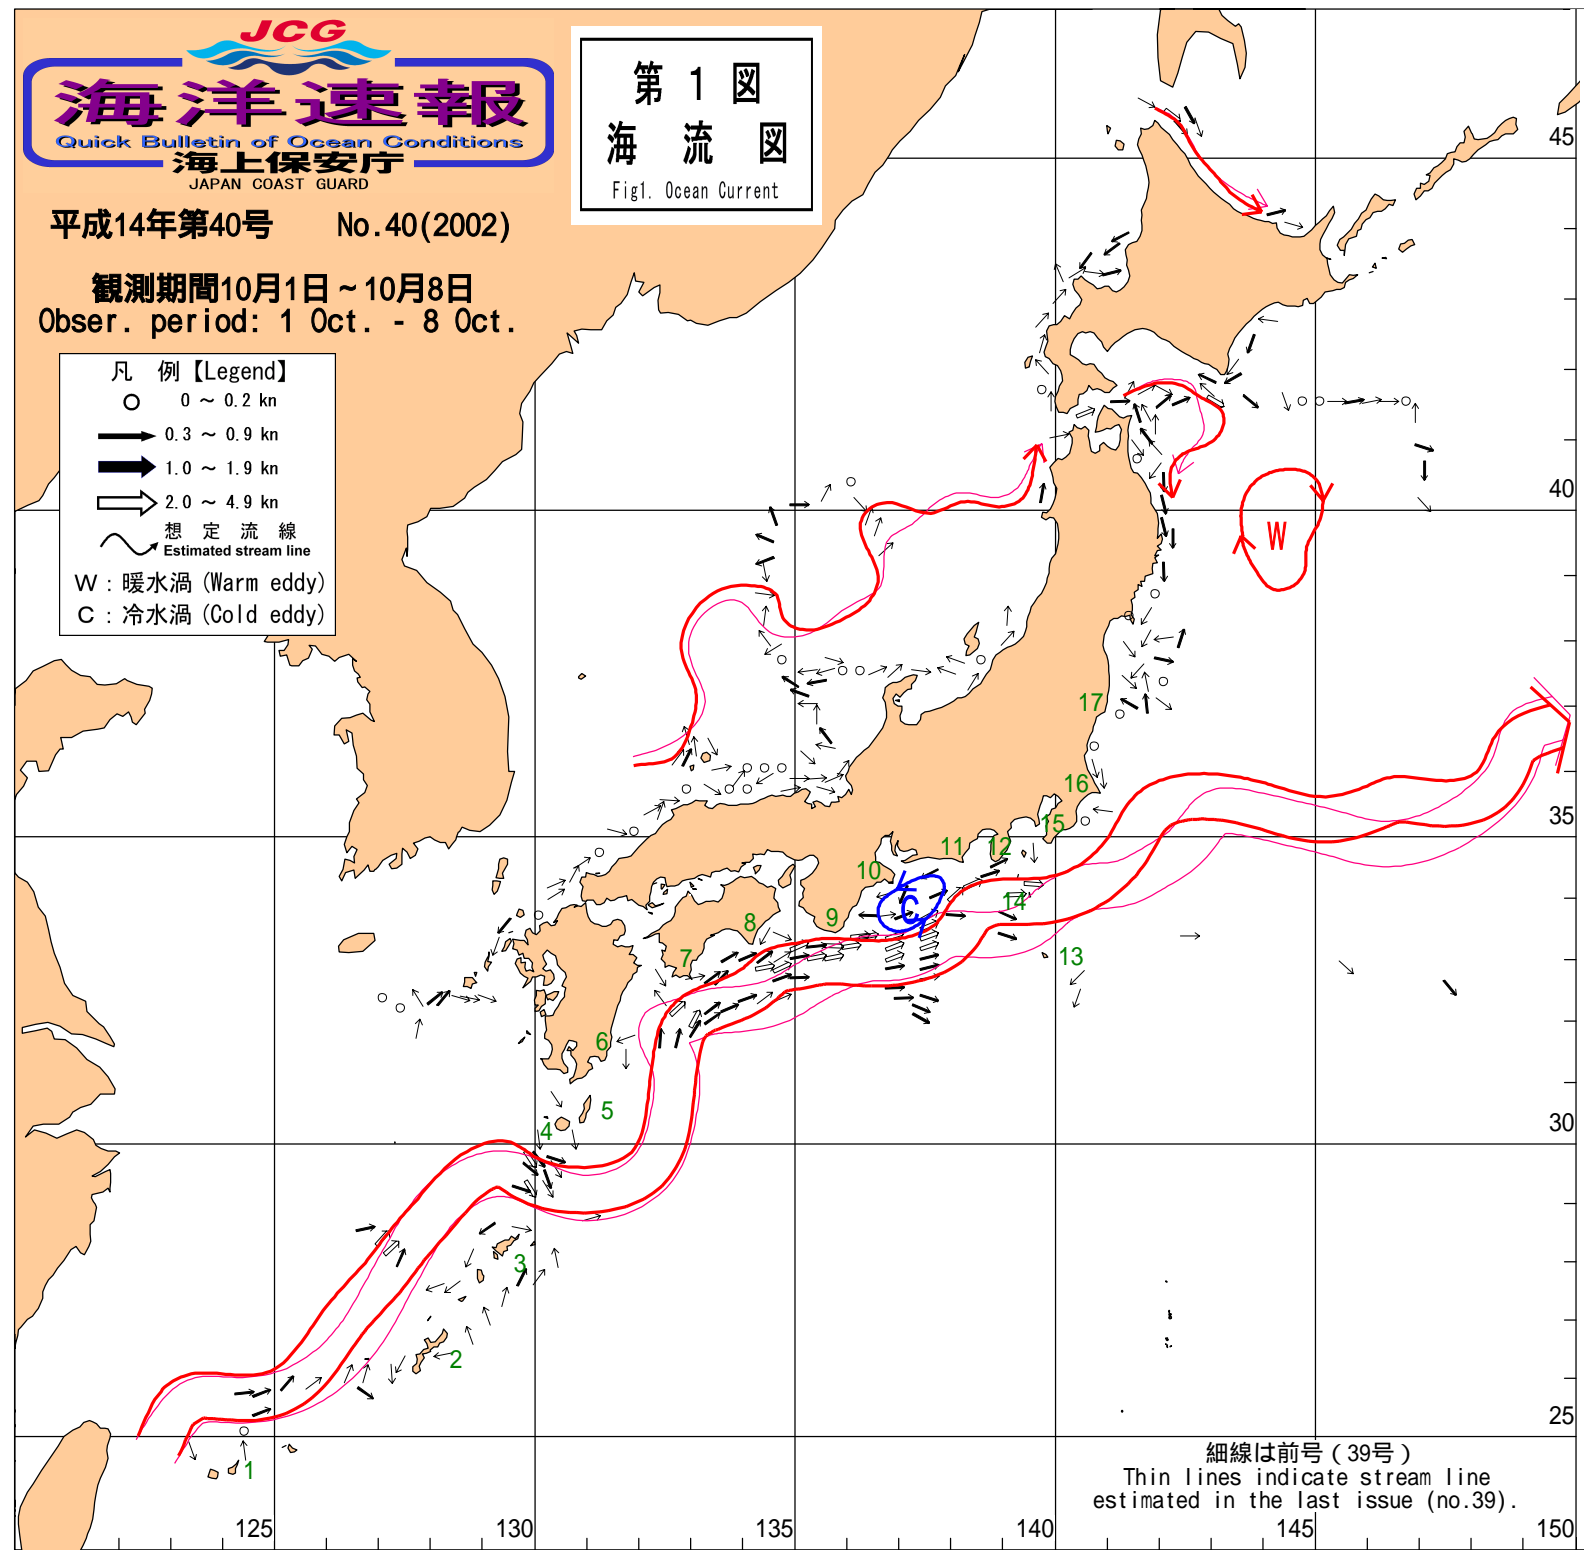 JCG
海洋速報
Quick Bulletin of Ocean Conditions
海上保安庁
JAPAN COAST GUARD
平成14年第40号 No.40(2002)
観測期間10月1日~10月8日
Obser. period: 1 Oct. - 8 Oct.
第 1 図
海 流 図
Fig1. Ocean Current
凡 例【Legend】
0 ~ 0.2 kn
0.3 ~ 0.9 kn
1.0 ~ 1.9 kn
2.0 ~ 4.9 kn
想 定 流 線
Estimated stream line
W:暖水渦 (Warm eddy)
C:冷水渦 (Cold eddy)
45
40
W
17
16
35
15
12
11
10
14
C
9
8
7
13
6
5
30
4
3
2
25
1
細線は前号(39号)
Thin lines indicate stream line
estimated in the last issue (no.39).
125
130
135
140
145
150